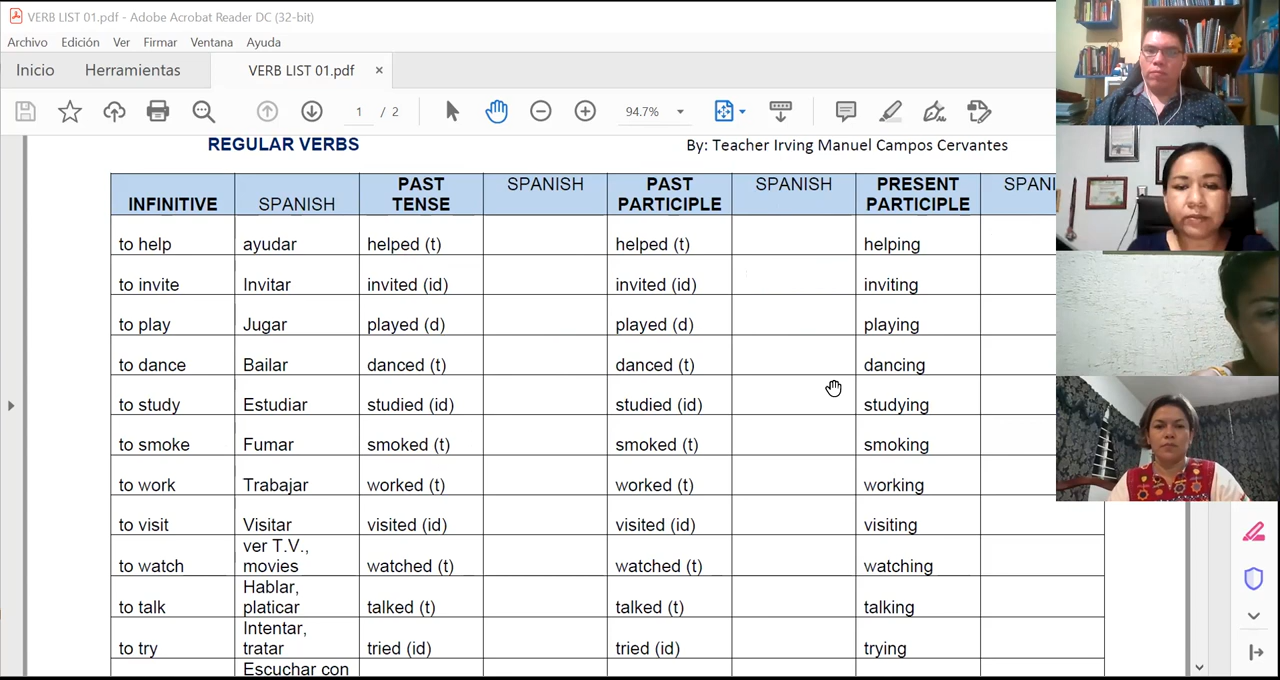 VERB LIST 01.pdf - Adobe Acrobat Reader DC (32-bit)
Archivo Edición Ver Firmar Ventana Ayuda
Inicio Herramientas VERB LIST 01.pdf ×
1 / 2 94.7%
REGULAR VERBS By: Teacher Irving Manuel Campos Cervantes
INFINITIVE SPANISH PAST TENSE SPANISH PAST PARTICIPLE SPANISH PRESENT PARTICIPLE SPANI
to help ayudar helped (t) helped (t) helping
to invite Invitar invited (id) invited (id) inviting
to play Jugar played (d) played (d) playing
to dance Bailar danced (t) danced (t) dancing
to study Estudiar studied (id) studied (id) studying
to smoke Fumar smoked (t) smoked (t) smoking
to work Trabajar worked (t) worked (t) working
to visit Visitar visited (id) visited (id) visiting
to watch ver T.V., movies watched (t) watched (t) watching
to talk Hablar, platicar talked (t) talked (t) talking
to try Intentar, tratar tried (id) tried (id) trying
Escuchar con